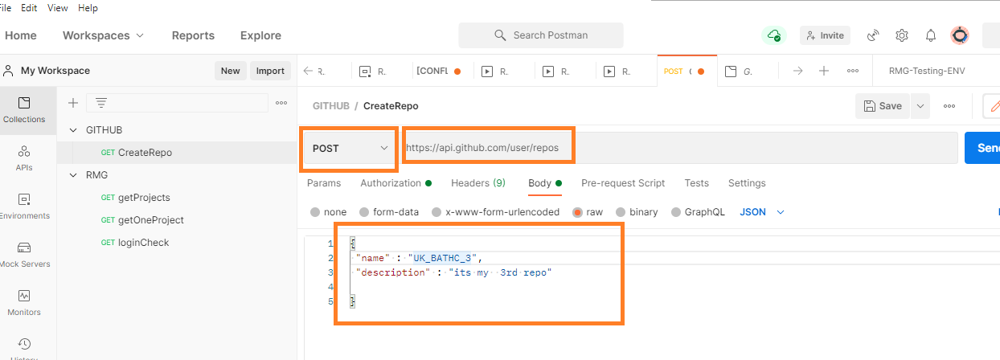 File Edit View Help
Home Workspaces Reports Explore Search Postman Invite
My Workspace New Import R. R. [CONFL R. R. R. POST G. RMG-Testing-ENV
GITHUB / CreateRepo Save
Collections
GITHUB
GET CreateRepo
POST https://api.github.com/user/repos Send
APIs
RMG
Params Authorization Headers (9) Body Pre-request Script Tests Settings
GET getProjects
Environments
none form-data x-www-form-urlencoded raw binary GraphQL JSON
GET getOneProject
GET loginCheck
Mock Servers
1 {
2 "name" : "UK_BATHC_3",
3 "description" : "its my  3rd repo"
4
5 }
Monitors
History